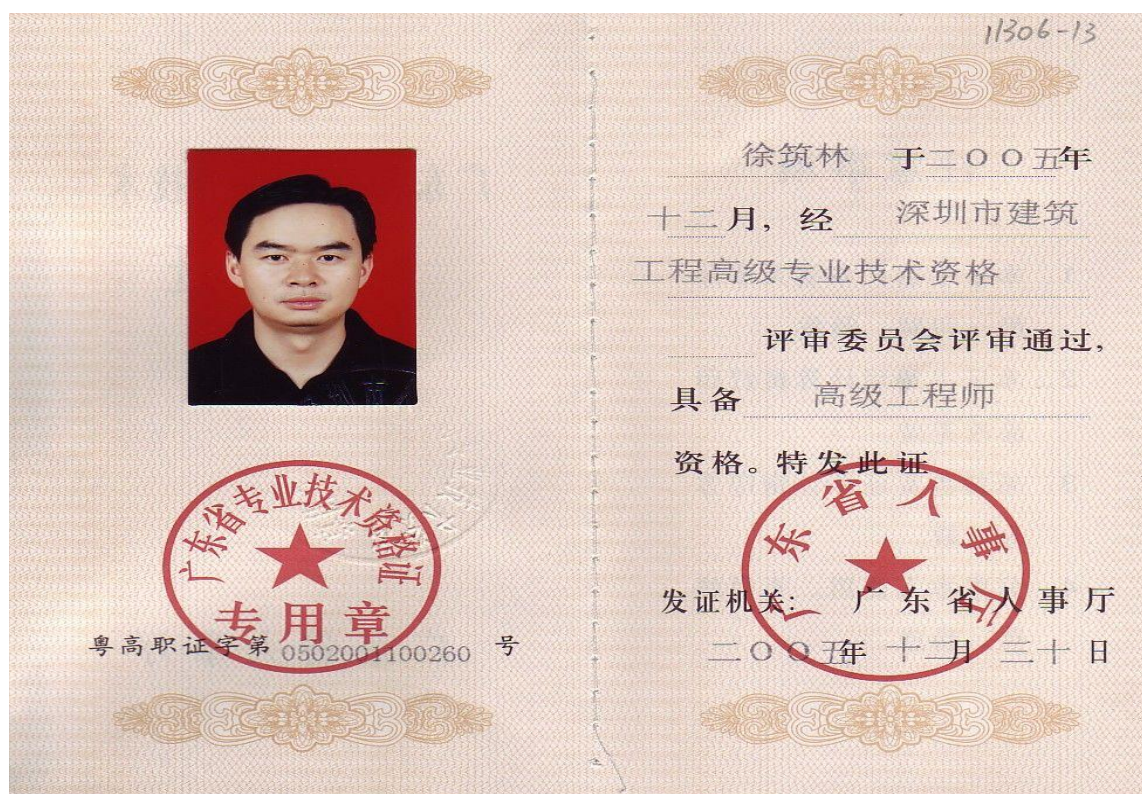 11306-13
广东省专业技术资格证
专用章
粤高职证字第 0502001100260 号
徐筑林 于二〇〇五年
十二月，经 深圳市建筑
工程高级专业技术资格
评审委员会评审通过，
具备 高级工程师
资格。特发此证
广东省人事厅
发证机关： 广东省人事厅
二〇〇五年 十二月 三十日